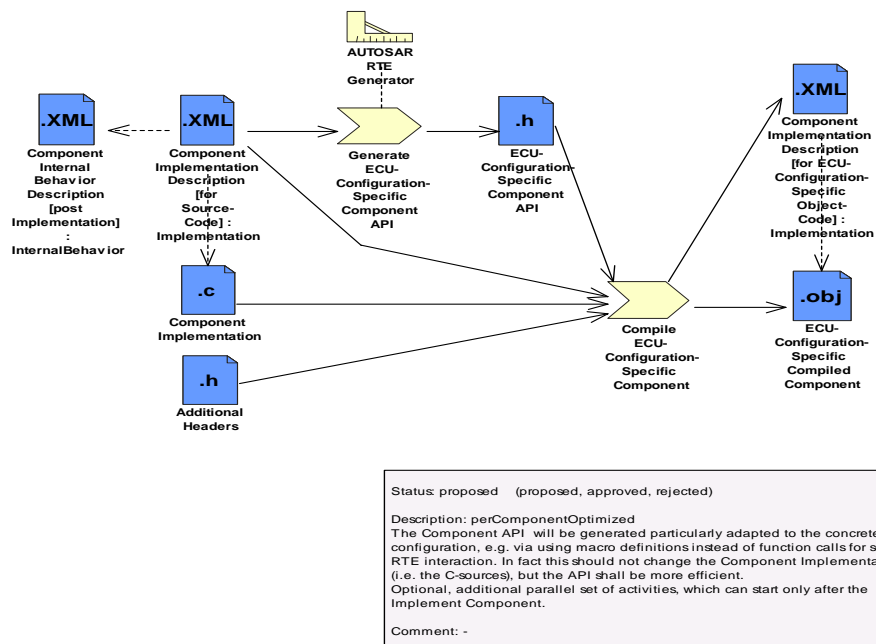 AUTOSAR
RTE
Generator
.XML
Component
Internal
Behavior
Description
[post
Implementation]
:
InternalBehavior
.XML
Component
Implementation
Description
[for
Source-
Code] :
Implementation
Generate
ECU-
Configuration-
Specific
Component
API
.h
ECU-
Configuration-
Specific
Component
API
.XML
Component
Implementation
Description
[for ECU-
Configuration-
Specific
Object-
Code] :
Implementation
.c
Component
Implementation
.h
Additional
Headers
Compile
ECU-
Configuration-
Specific
Component
.obj
ECU-
Configuration-
Specific
Compiled
Component
Status: proposed (proposed, approved, rejected)
Description: perComponentOptimized
The Component API will be generated particularly adapted to the concrete
configuration, e.g. via using macro definitions instead of function calls for s
RTE interaction. In fact this should not change the Component Implementa
(i.e. the C-sources), but the API shall be more efficient.
Optional, additional parallel set of activities, which can start only after the
Implement Component.
Comment: -